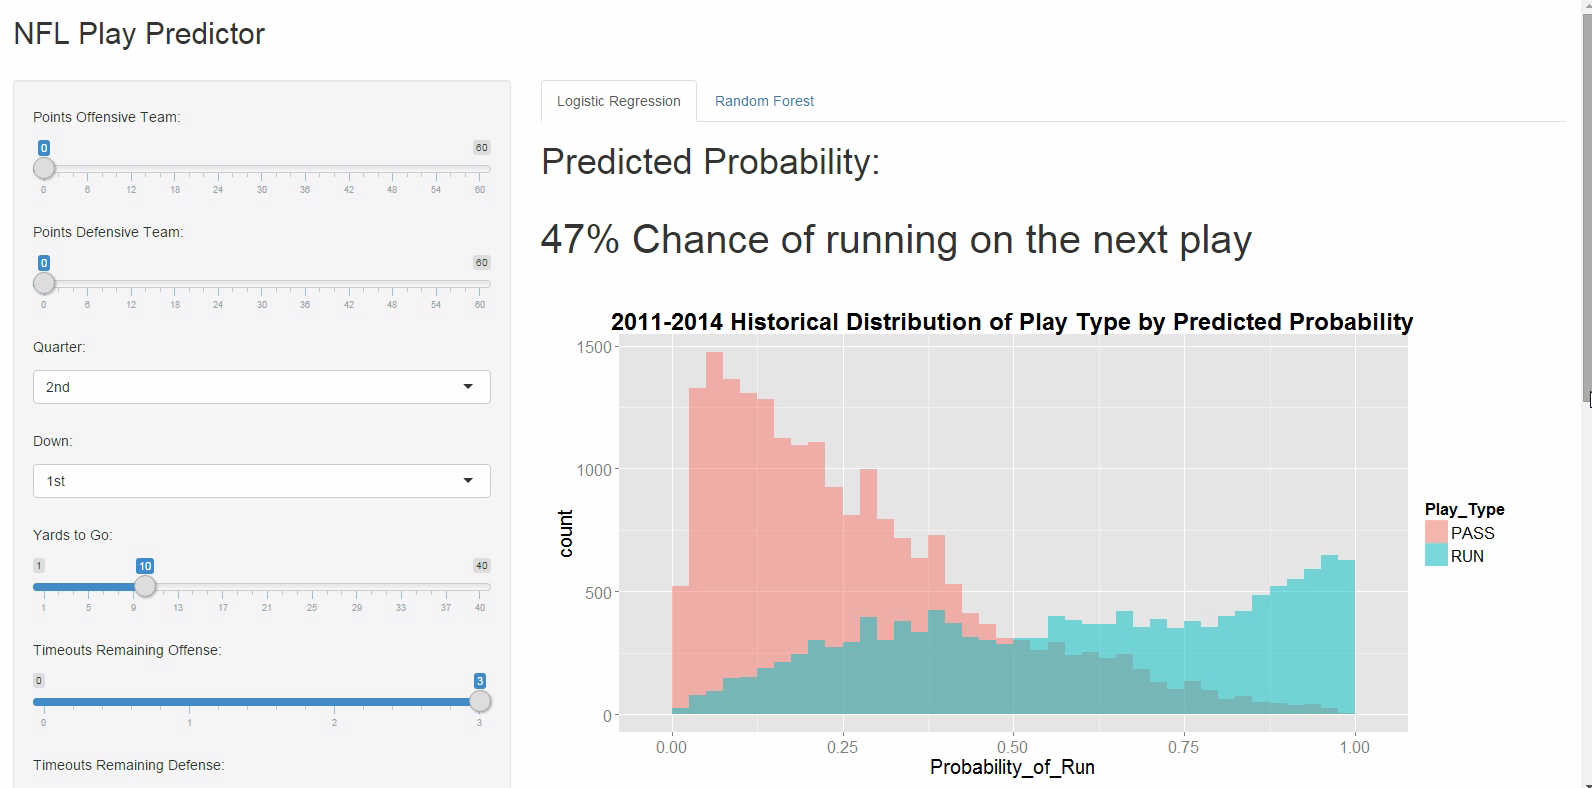 NFL Play Predictor
Points Offensive Team:
0 60
0 6 12 18 24 30 36 42 48 54 60
Points Defensive Team:
0 60
0 6 12 18 24 30 36 42 48 54 60
Quarter:
2nd
Down:
1st
Yards to Go:
1 10 40
1 5 9 13 17 21 25 29 33 37 40
Timeouts Remaining Offense:
0 3
0 1 2 3
Timeouts Remaining Defense:
Logistic Regression Random Forest
Predicted Probability:
47% Chance of running on the next play
2011-2014 Historical Distribution of Play Type by Predicted Probability
1500
1000
500
0
count
0.00 0.25 0.50 0.75 1.00
Probability_of_Run
Play_Type
PASS
RUN